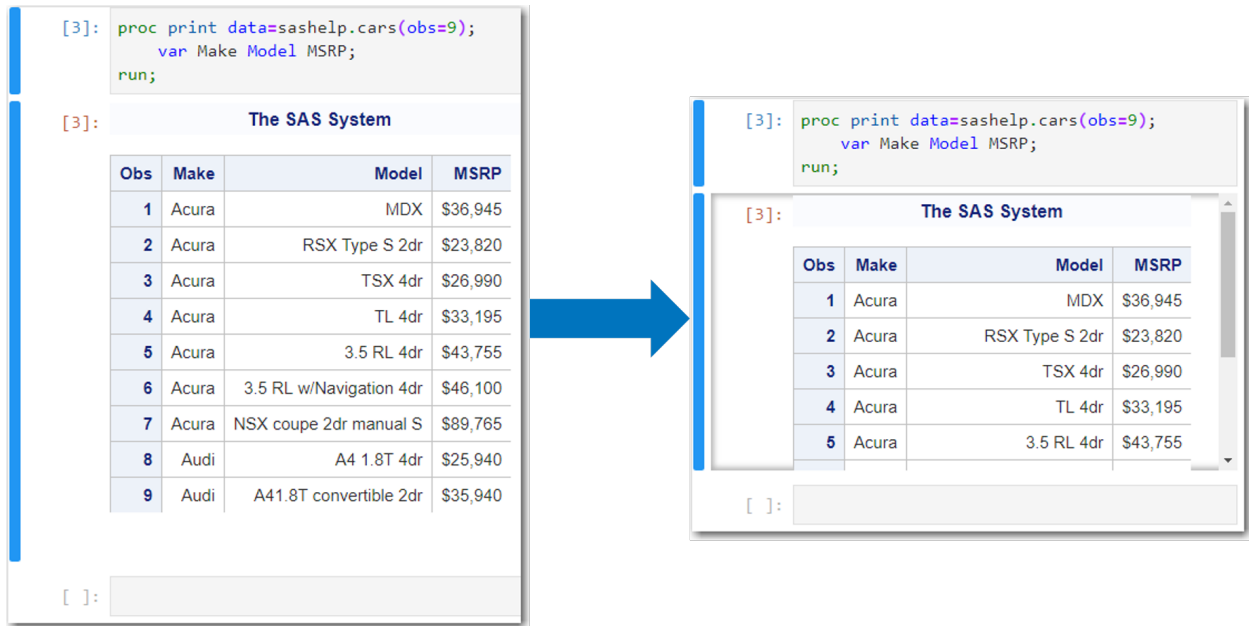 [3]: proc print data=sashelp.cars(obs=9);
var Make Model MSRP;
run;
[3]: The SAS System
Obs Make Model MSRP
1 Acura MDX $36,945
2 Acura RSX Type S 2dr $23,820
3 Acura TSX 4dr $26,990
4 Acura TL 4dr $33,195
5 Acura 3.5 RL 4dr $43,755
6 Acura 3.5 RL w/Navigation 4dr $46,100
7 Acura NSX coupe 2dr manual S $89,765
8 Audi A4 1.8T 4dr $25,940
9 Audi A41.8T convertible 2dr $35,940
[ ]:
[3]: proc print data=sashelp.cars(obs=9);
var Make Model MSRP;
run;
[3]: The SAS System
Obs Make Model MSRP
1 Acura MDX $36,945
2 Acura RSX Type S 2dr $23,820
3 Acura TSX 4dr $26,990
4 Acura TL 4dr $33,195
5 Acura 3.5 RL 4dr $43,755
[ ]: